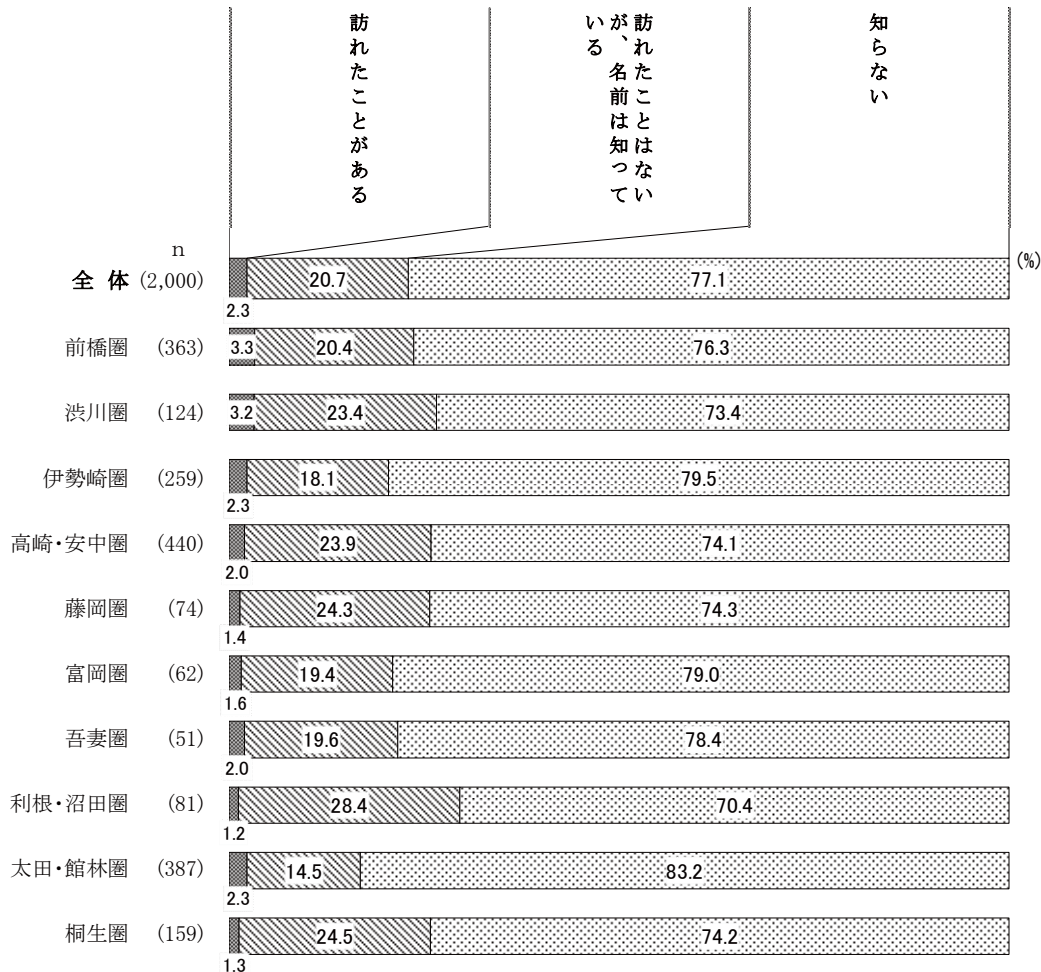 訪れたことがある
訪れたことはない
が、名前は知って
いる
知らない
n
(%)
全 体 (2,000) 20.7 77.1
2.3
前橋圏 (363) 3.3 20.4 76.3
渋川圏 (124) 3.2 23.4 73.4
伊勢崎圏 (259) 18.1 79.5
2.3
高崎・安中圏 (440) 23.9 74.1
2.0
藤岡圏 (74) 24.3 74.3
1.4
富岡圏 (62) 19.4 79.0
1.6
吾妻圏 (51) 19.6 78.4
2.0
利根・沼田圏 (81) 28.4 70.4
1.2
太田・館林圏 (387) 14.5 83.2
2.3
桐生圏 (159) 24.5 74.2
1.3